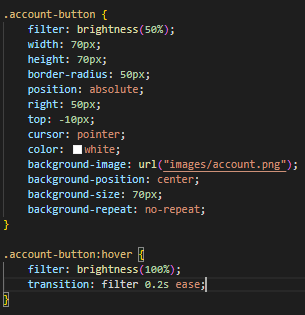 .account-button {
filter: brightness(50%);
width: 70px;
height: 70px;
border-radius: 50px;
position: absolute;
right: 50px;
top: -10px;
cursor: pointer;
color: white;
background-image: url("images/account.png");
background-position: center;
background-size: 70px;
background-repeat: no-repeat;
}
.account-button:hover {
filter: brightness(100%);
transition: filter 0.2s ease;
}